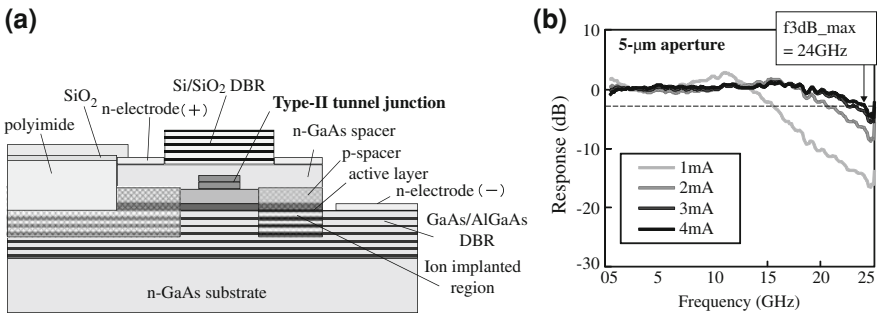 (a)
Si/SiO2 DBR
SiO2
n-electrode(+)
Type-II tunnel junction
polyimide
n-GaAs spacer
p-spacer
active layer
n-electrode(−)
GaAs/AlGaAs
DBR
Ion implanted
region
n-GaAs substrate
(b)
5-μm aperture
f3dB_max
= 24GHz
10
0
-10
-20
-30
Response (dB)
1mA
2mA
3mA
4mA
05 5 10 15 20 25
Frequency (GHz)